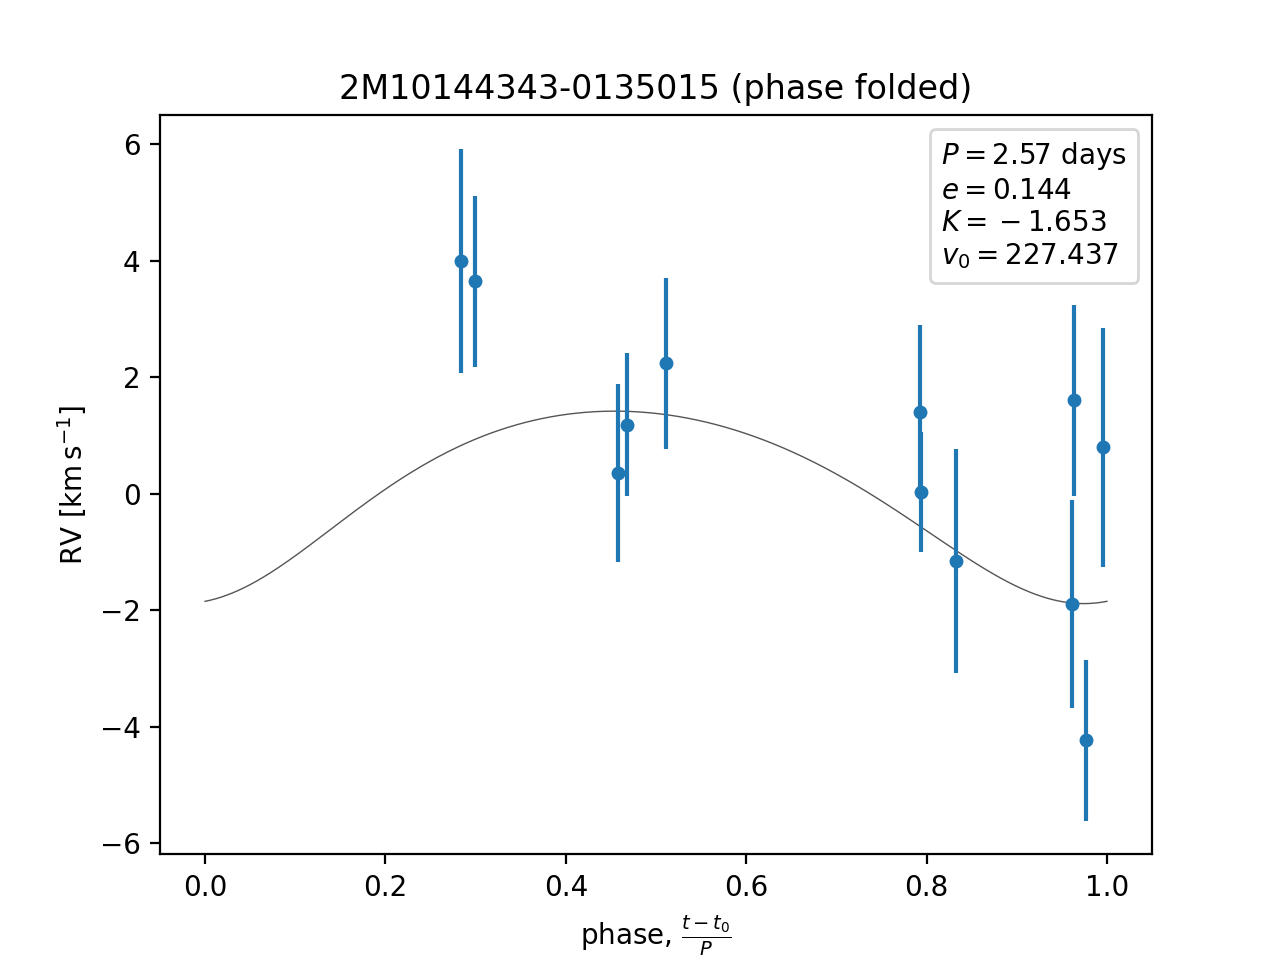 2M10144343-0135015 (phase folded)
P = 2.57 days
e = 0.144
K = −1.653
v₀ = 227.437
6
4
2
0
−2
−4
−6
RV [km s⁻¹]
0.0 0.2 0.4 0.6 0.8 1.0
phase, (t − t₀)/P